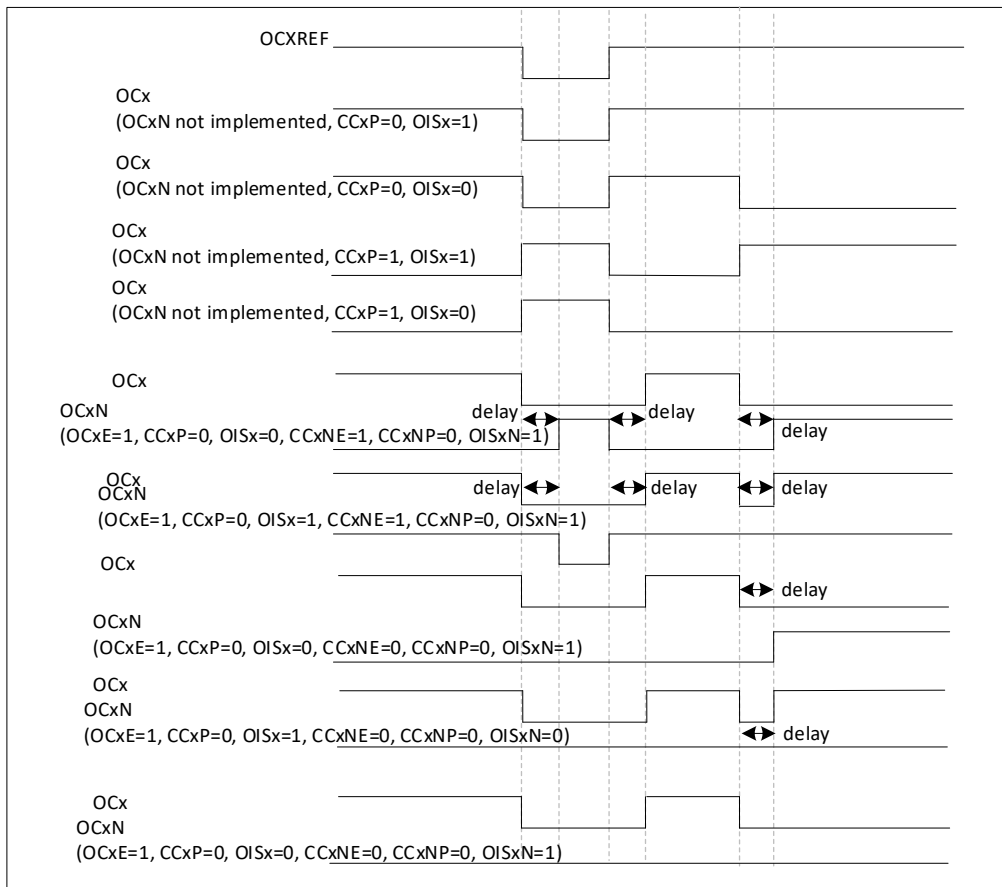 OCXREF
OCx
(OCxN not implemented, CCxP=0, OISx=1)
OCx
(OCxN not implemented, CCxP=0, OISx=0)
OCx
(OCxN not implemented, CCxP=1, OISx=1)
OCx
(OCxN not implemented, CCxP=1, OISx=0)
OCx
OCxN
delay
delay
(OCxE=1, CCxP=0, OISx=0, CCxNE=1, CCxNP=0, OISxN=1)
delay
OCx
delay
delay
delay
OCxN
(OCxE=1, CCxP=0, OISx=1, CCxNE=1, CCxNP=0, OISxN=1)
OCx
delay
OCxN
(OCxE=1, CCxP=0, OISx=0, CCxNE=0, CCxNP=0, OISxN=1)
OCx
OCxN
(OCxE=1, CCxP=0, OISx=1, CCxNE=0, CCxNP=0, OISxN=0)
delay
OCx
OCxN
(OCxE=1, CCxP=0, OISx=0, CCxNE=0, CCxNP=0, OISxN=1)